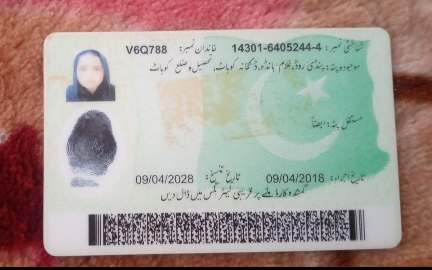 شناختی نمبر: 14301-6405244-4 خاندان نمبر: V6Q788
موجودہ پتہ: پنڈی روڈ، غلام بانڈہ، ڈاکخانہ کوہاٹ، تحصیل و ضلع کوہاٹ
مستقل پتہ: ایضاً
تاریخ اجراء: 09/04/2018 تاریخ تنسیخ: 09/04/2028
گمشدہ کارڈ ملنے پر قریبی لیٹر بکس میں ڈال دیں